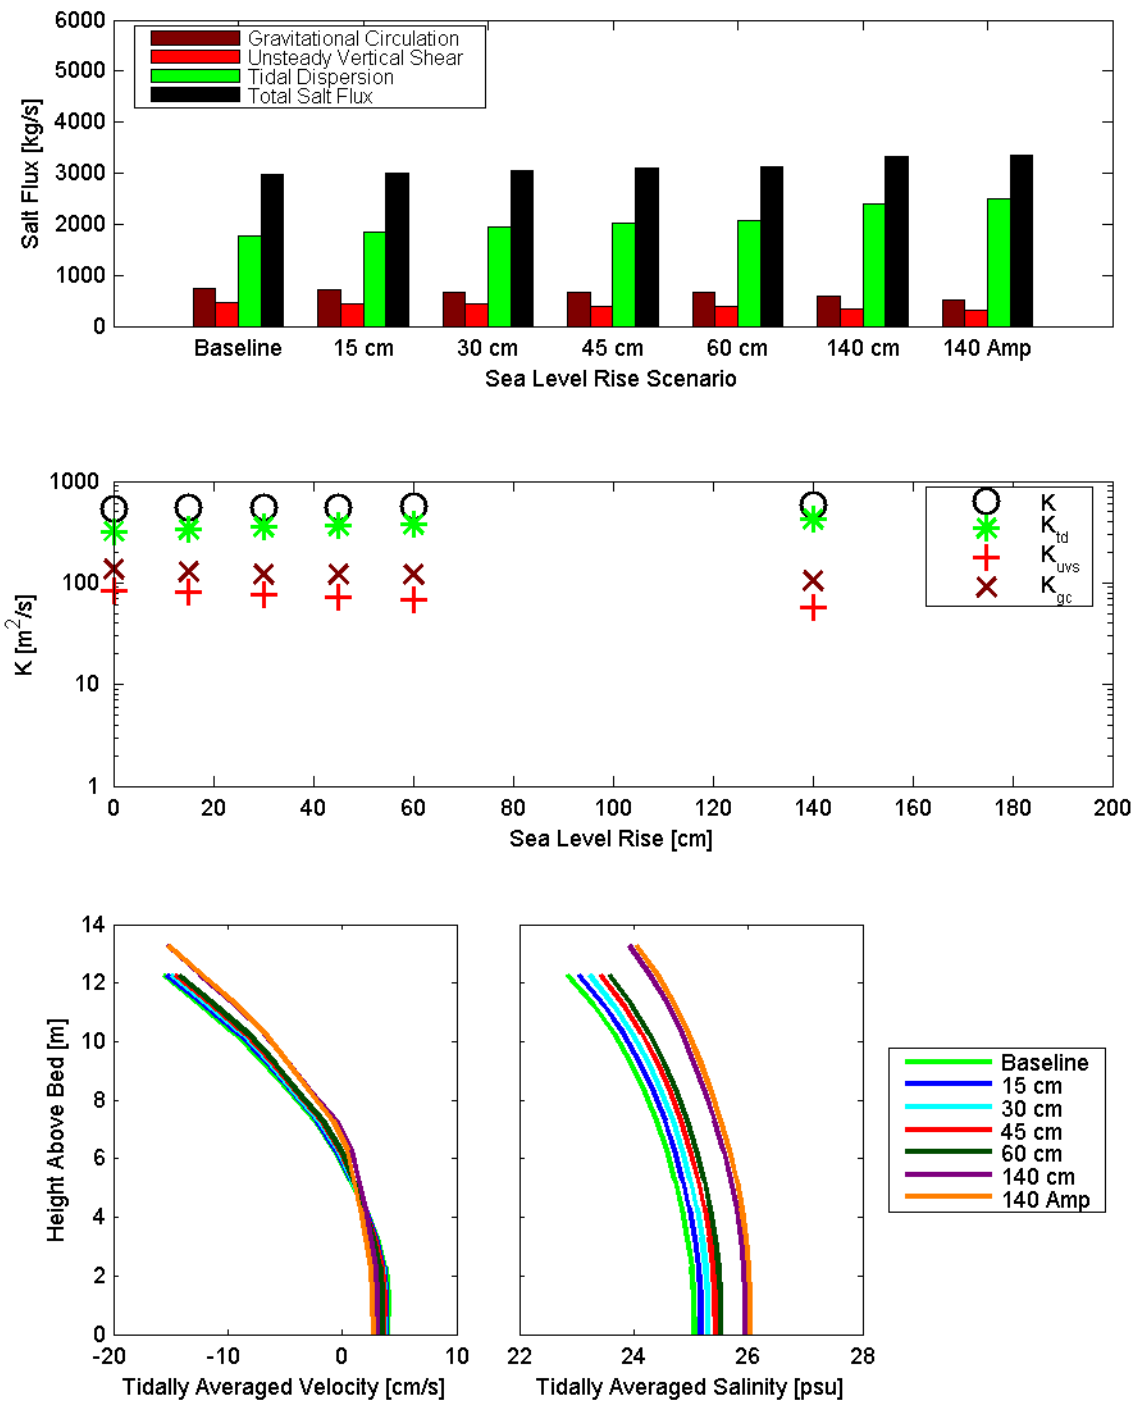 6000
5000
4000
3000
2000
1000
0
Salt Flux [kg/s]
Gravitational Circulation
Unsteady Vertical Shear
Tidal Dispersion
Total Salt Flux
Baseline 15 cm 30 cm 45 cm 60 cm 140 cm 140 Amp
Sea Level Rise Scenario
1000
100
10
1
K [m²/s]
K
K_td
K_uvs
K_gc
0 20 40 60 80 100 120 140 160 180 200
Sea Level Rise [cm]
14
12
10
8
6
4
2
0
Height Above Bed [m]
-20 -10 0 10
Tidally Averaged Velocity [cm/s]
22 24 26 28
Tidally Averaged Salinity [psu]
Baseline
15 cm
30 cm
45 cm
60 cm
140 cm
140 Amp